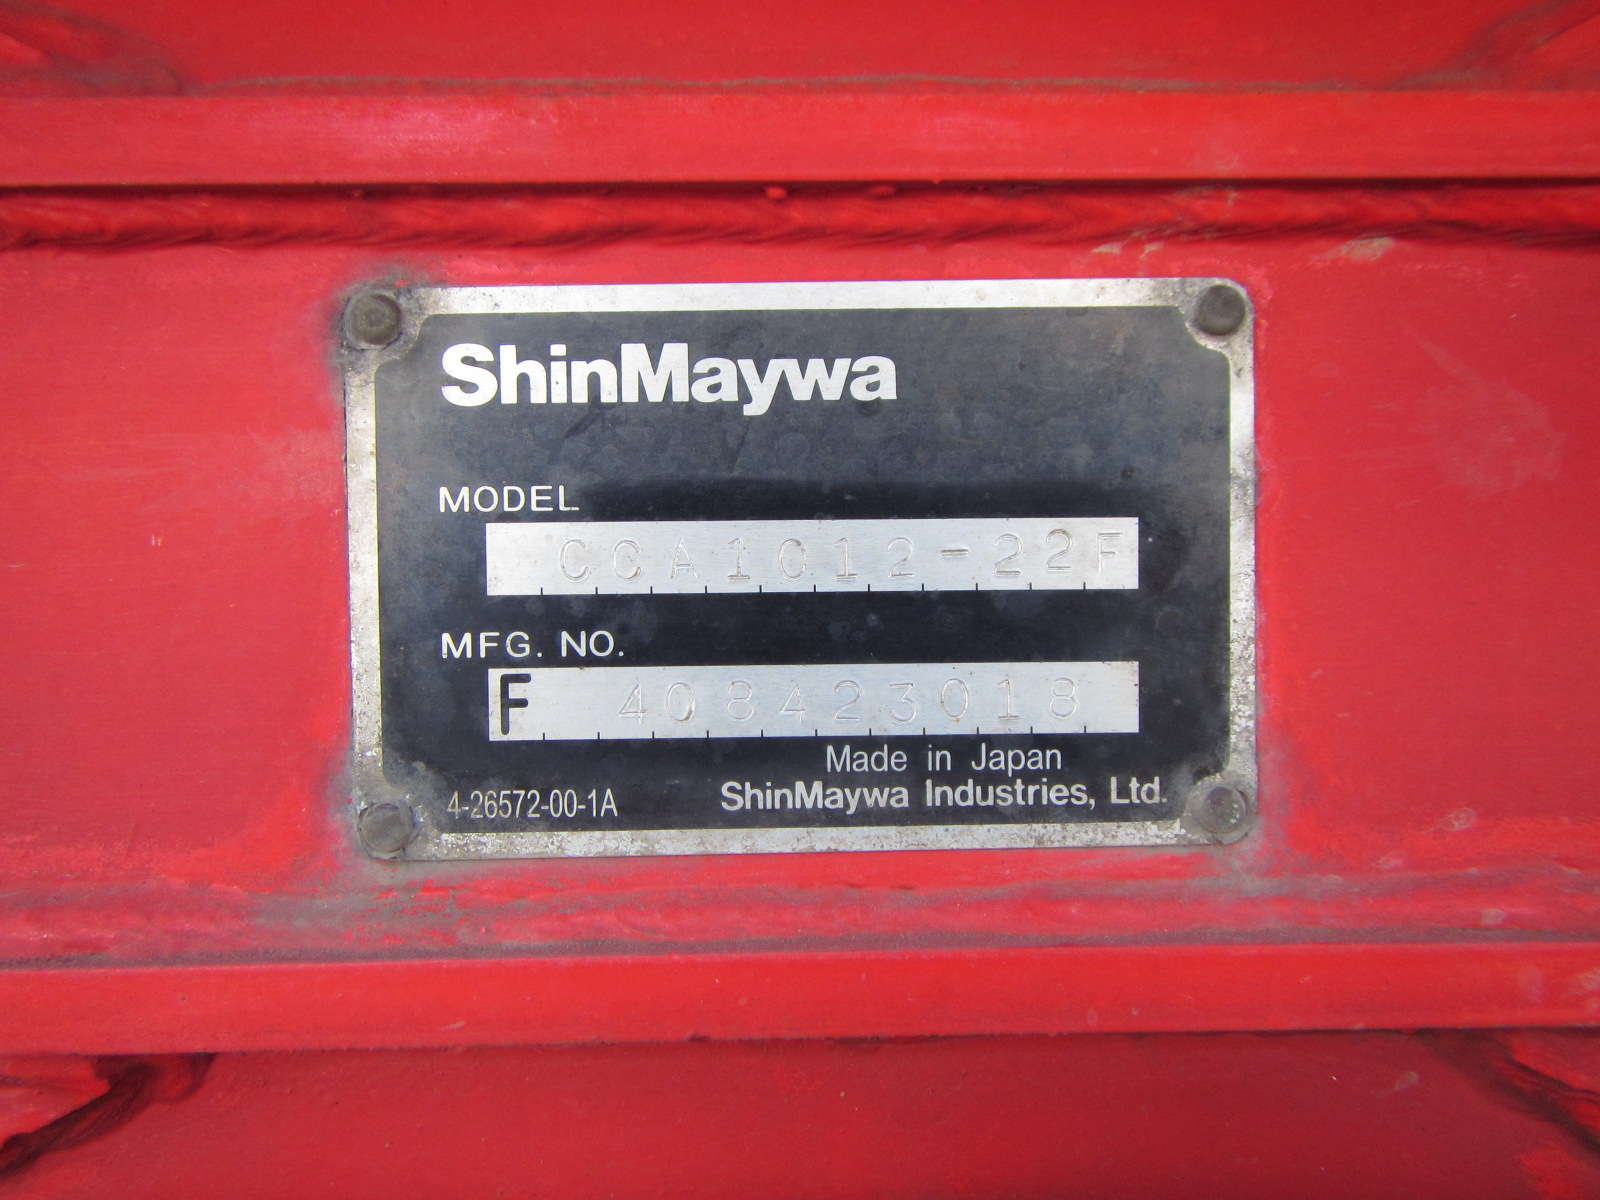 ShinMaywa
MODEL
CCA1012-22F
MFG. NO.
F 408423018
Made in Japan
4-26572-00-1A ShinMaywa Industries, Ltd.